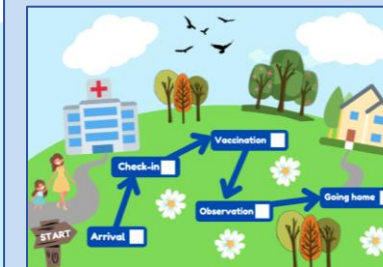 START
Arrival
Check-in
Vaccination
Observation
Going home